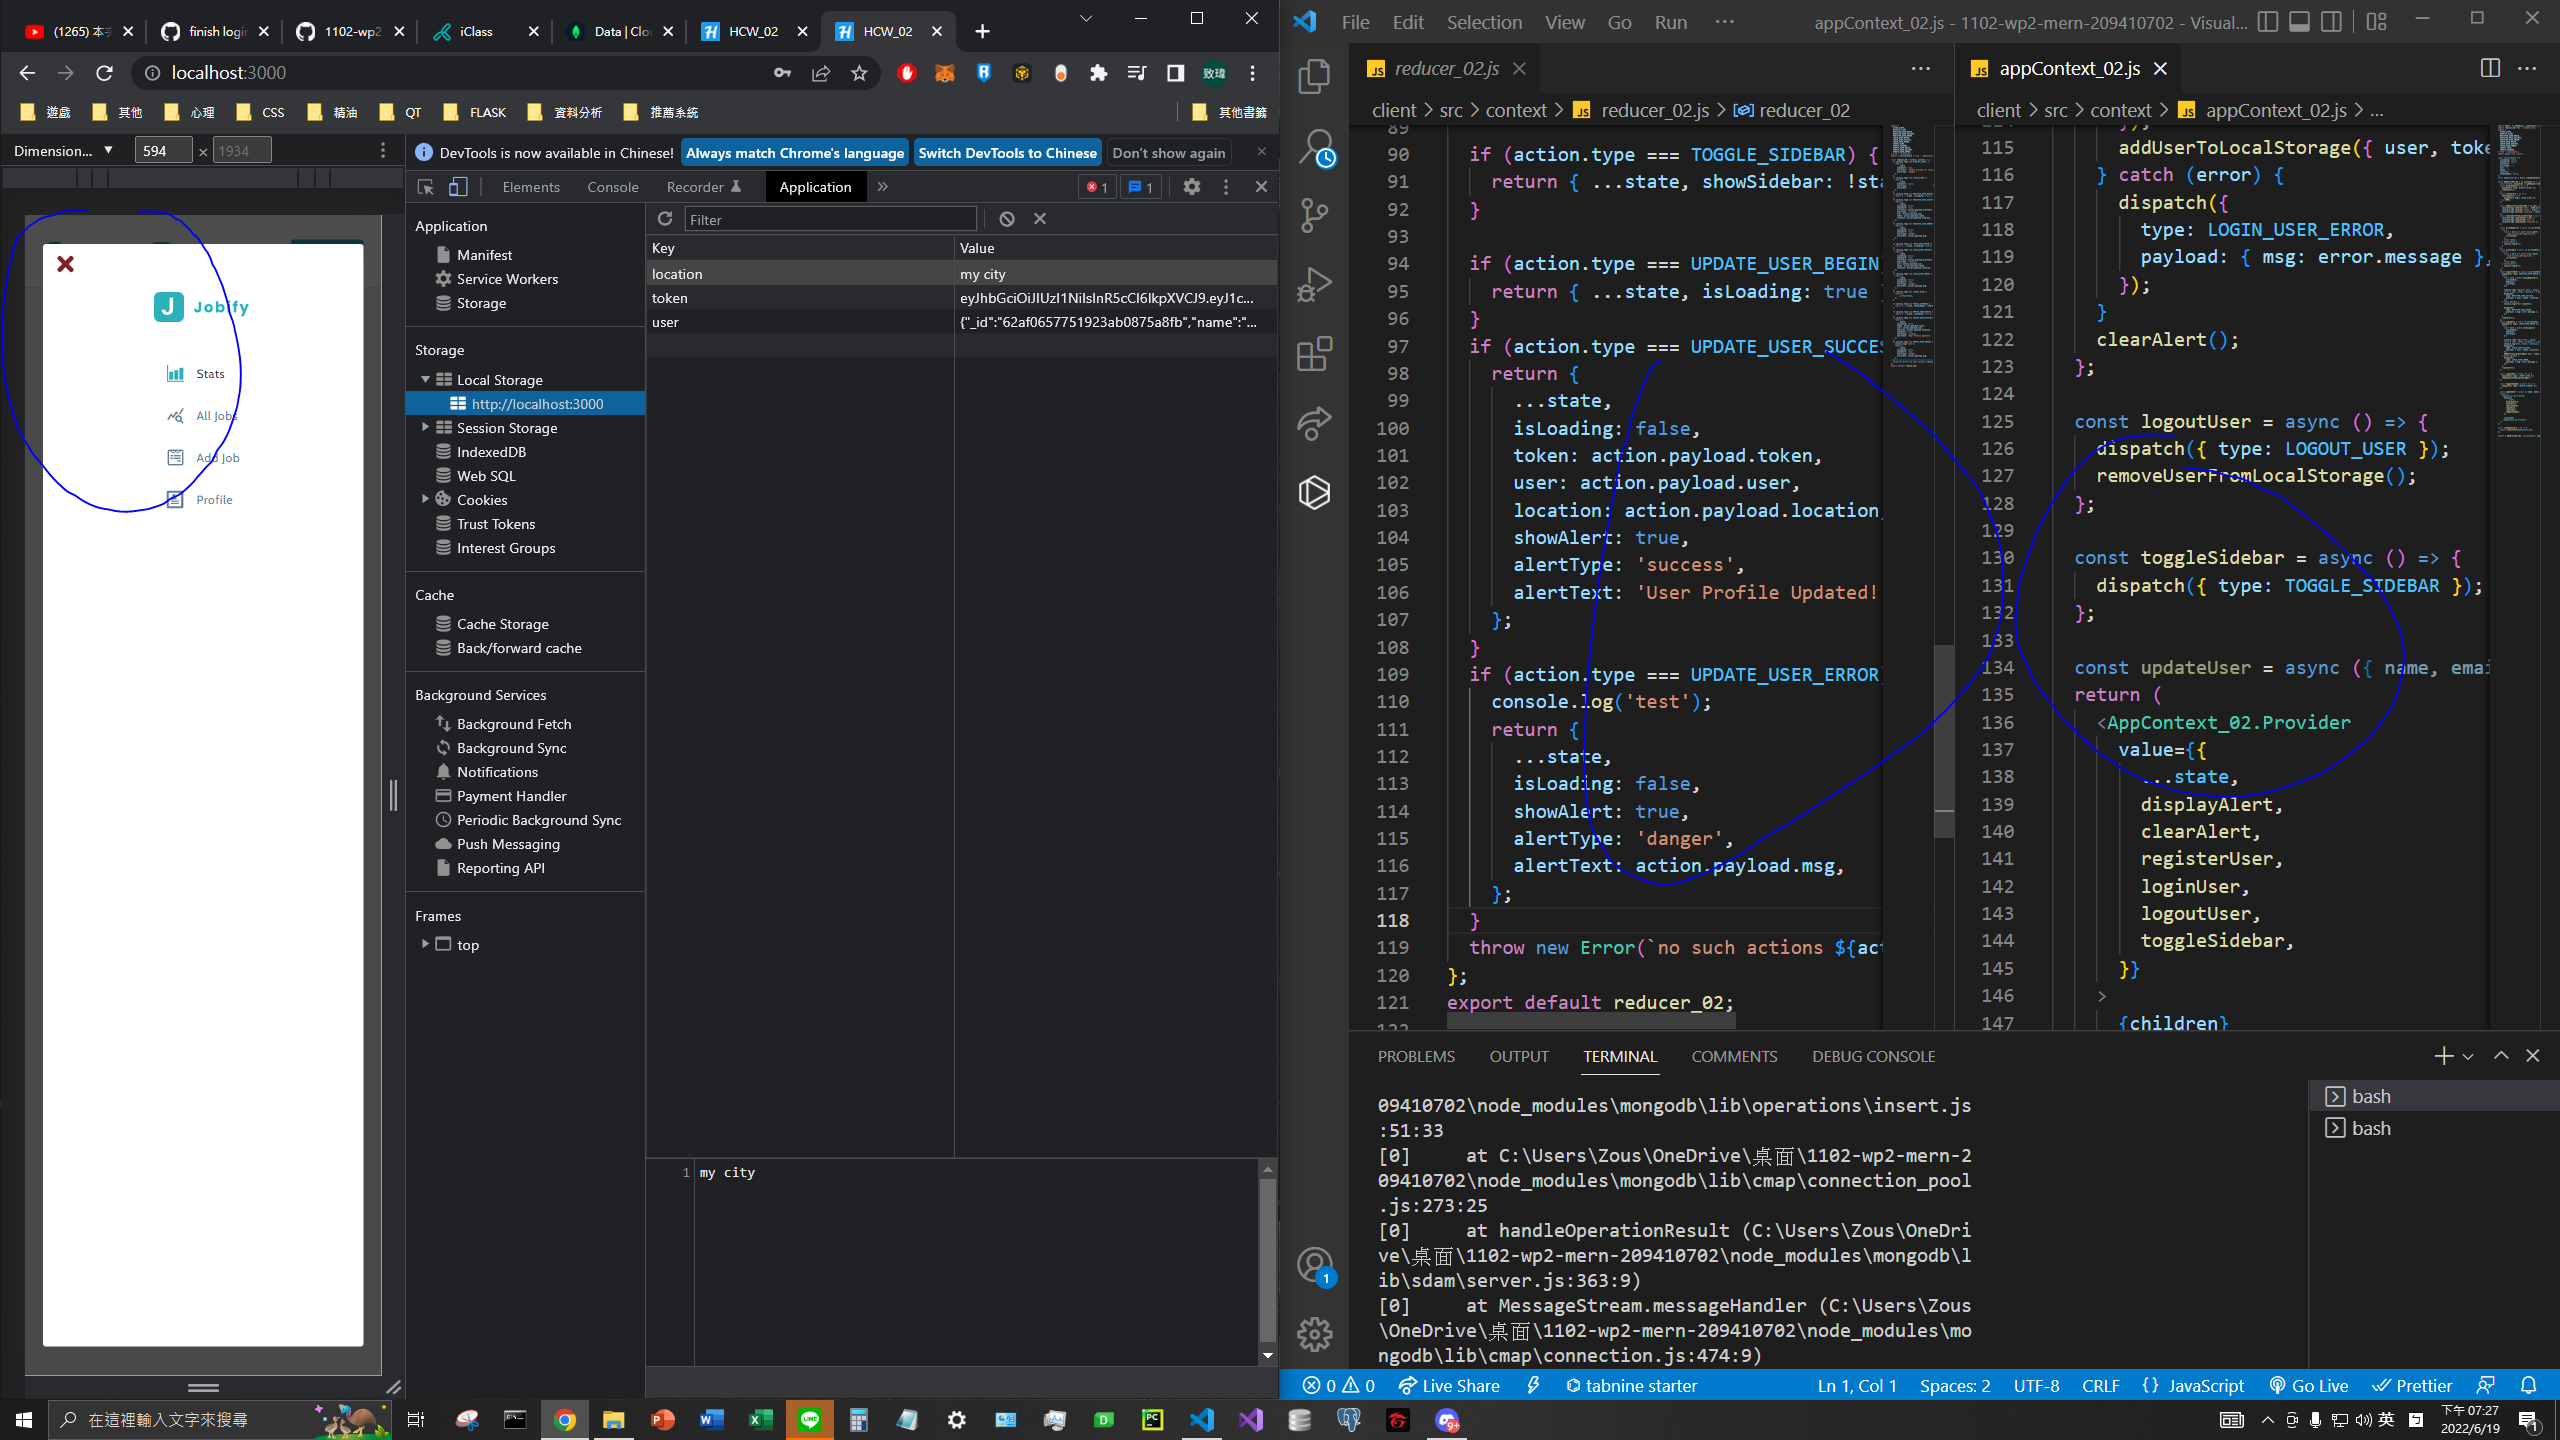 (1265) 本
finish login
1102-wp2
iClass
Data | Clou
HCW_02
HCW_02
localhost:3000
致瑋
遊戲
其他
心理
CSS
精油
QT
FLASK
資料分析
推薦系統
其他書籤
Dimension...
594
×
1934
DevTools is now available in Chinese!
Always match Chrome's language
Switch DevTools to Chinese
Don't show again
Elements
Console
Recorder
Application
1
1
Jobify
Stats
All Jobs
Add Job
Profile
Application
Manifest
Service Workers
Storage
Storage
Local Storage
http://localhost:3000
Session Storage
IndexedDB
Web SQL
Cookies
Trust Tokens
Interest Groups
Cache
Cache Storage
Back/forward cache
Background Services
Background Fetch
Background Sync
Notifications
Payment Handler
Periodic Background Sync
Push Messaging
Reporting API
Frames
top
Filter
Key
Value
location
my city
token
eyJhbGciOiJIUzI1NiIsInR5cCI6IkpXVCJ9.eyJ1c...
user
{"_id":"62af0657751923ab0875a8fb","name":"...
1
my city
File Edit Selection View Go Run ···
appContext_02.js - 1102-wp2-mern-209410702 - Visual...
reducer_02.js
client > src > context > reducer_02.js > reducer_02
89
90 if (action.type === TOGGLE_SIDEBAR) {
91 return { ...state, showSidebar: !sta
92 }
93
94 if (action.type === UPDATE_USER_BEGIN)
95 return { ...state, isLoading: true }
96 }
97 if (action.type === UPDATE_USER_SUCCES
98 return {
99 ...state,
100 isLoading: false,
101 token: action.payload.token,
102 user: action.payload.user,
103 location: action.payload.location,
104 showAlert: true,
105 alertType: 'success',
106 alertText: 'User Profile Updated!
107 };
108 }
109 if (action.type === UPDATE_USER_ERROR)
110 console.log('test');
111 return {
112 ...state,
113 isLoading: false,
114 showAlert: true,
115 alertType: 'danger',
116 alertText: action.payload.msg,
117 };
118 }
119 throw new Error(`no such actions ${act
120 };
121 export default reducer_02;
appContext_02.js
client > src > context > appContext_02.js > ...
114 });
115 addUserToLocalStorage({ user, toke
116 } catch (error) {
117 dispatch({
118 type: LOGIN_USER_ERROR,
119 payload: { msg: error.message },
120 });
121 }
122 clearAlert();
123 };
124
125 const logoutUser = async () => {
126 dispatch({ type: LOGOUT_USER });
127 removeUserFromLocalStorage();
128 };
129
130 const toggleSidebar = async () => {
131 dispatch({ type: TOGGLE_SIDEBAR });
132 };
133
134 const updateUser = async ({ name, emai
135 return (
136 <AppContext_02.Provider
137 value={{
138 ...state,
139 displayAlert,
140 clearAlert,
141 registerUser,
142 loginUser,
143 logoutUser,
144 toggleSidebar,
145 }}
146 >
147 {children}
PROBLEMS OUTPUT TERMINAL COMMENTS DEBUG CONSOLE
09410702\node_modules\mongodb\lib\operations\insert.js
:51:33
[0] at C:\Users\Zous\OneDrive\桌面\1102-wp2-mern-2
09410702\node_modules\mongodb\lib\cmap\connection_pool
.js:273:25
[0] at handleOperationResult (C:\Users\Zous\OneDri
ve\桌面\1102-wp2-mern-209410702\node_modules\mongodb\l
ib\sdam\server.js:363:9)
[0] at MessageStream.messageHandler (C:\Users\Zous
\OneDrive\桌面\1102-wp2-mern-209410702\node_modules\mo
ngodb\lib\cmap\connection.js:474:9)
bash
bash
1
0 0
Live Share
tabnine starter
Ln 1, Col 1
Spaces: 2
UTF-8
CRLF
{ } JavaScript
Go Live
Prettier
在這裡輸入文字來搜尋
英
下午 07:27
2022/6/19